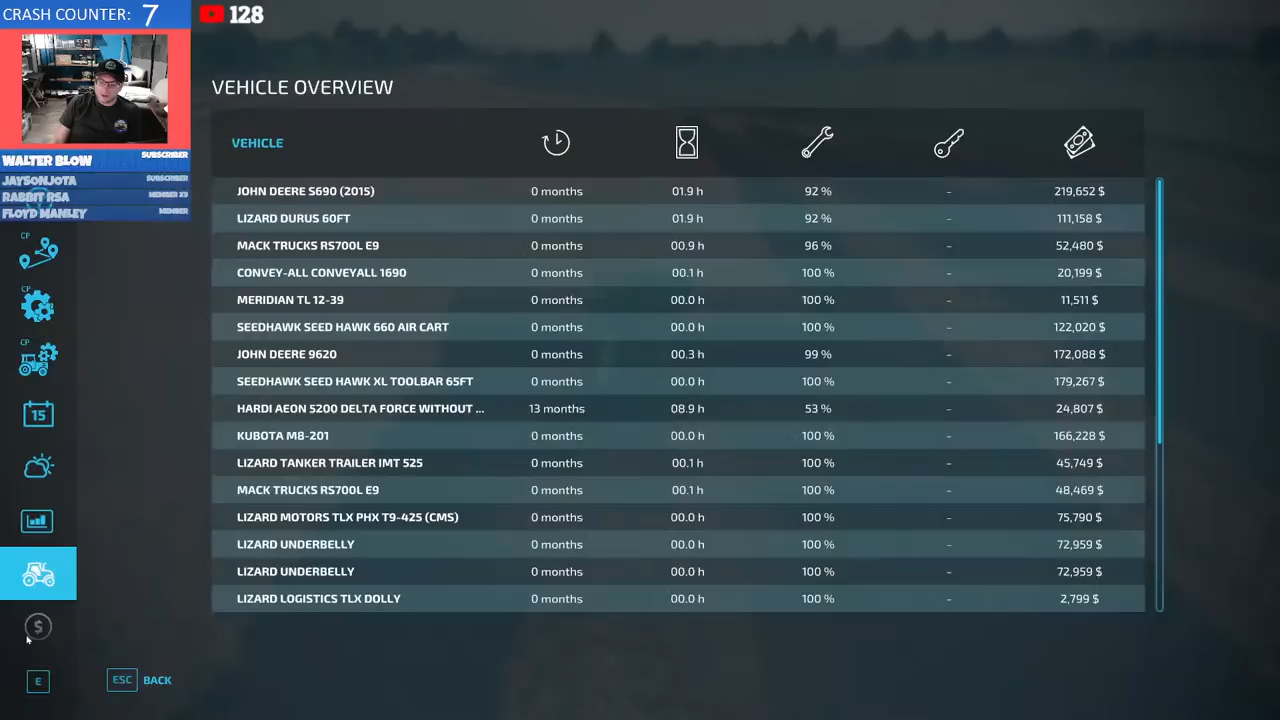 CRASH COUNTER: 7
128
WALTER BLOW SUBSCRIBER
JAYSONJOTA SUBSCRIBER
RABBIT RSA MEMBER X9
FLOYD MANLEY MEMBER
VEHICLE OVERVIEW
VEHICLE
JOHN DEERE S690 (2015) 0 months 01.9 h 92 % - 219,652 $
LIZARD DURUS 60FT 0 months 01.9 h 92 % - 111,158 $
MACK TRUCKS RS700L E9 0 months 00.9 h 96 % - 52,480 $
CONVEY-ALL CONVEYALL 1690 0 months 00.1 h 100 % - 20,199 $
MERIDIAN TL 12-39 0 months 00.0 h 100 % - 11,511 $
SEEDHAWK SEED HAWK 660 AIR CART 0 months 00.0 h 100 % - 122,020 $
JOHN DEERE 9620 0 months 00.3 h 99 % - 172,088 $
SEEDHAWK SEED HAWK XL TOOLBAR 65FT 0 months 00.0 h 100 % - 179,267 $
HARDI AEON 5200 DELTA FORCE WITHOUT ... 13 months 08.9 h 53 % - 24,807 $
KUBOTA M8-201 0 months 00.0 h 100 % - 166,228 $
LIZARD TANKER TRAILER IMT 525 0 months 00.1 h 100 % - 45,749 $
MACK TRUCKS RS700L E9 0 months 00.1 h 100 % - 48,469 $
LIZARD MOTORS TLX PHX T9-425 (CMS) 0 months 00.0 h 100 % - 75,790 $
LIZARD UNDERBELLY 0 months 00.0 h 100 % - 72,959 $
LIZARD UNDERBELLY 0 months 00.0 h 100 % - 72,959 $
LIZARD LOGISTICS TLX DOLLY 0 months 00.0 h 100 % - 2,799 $
CP
CP
CP
15
$
E
ESC BACK